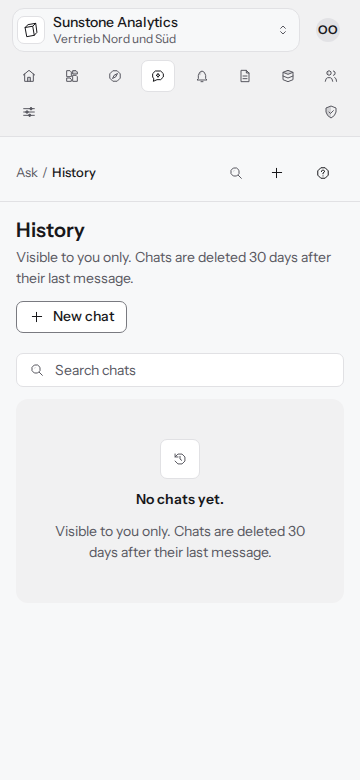 Sunstone Analytics
Vertrieb Nord und Süd
OO
Ask / History
History
Visible to you only. Chats are deleted 30 days after
their last message.
New chat
Search chats
No chats yet.
Visible to you only. Chats are deleted 30
days after their last message.